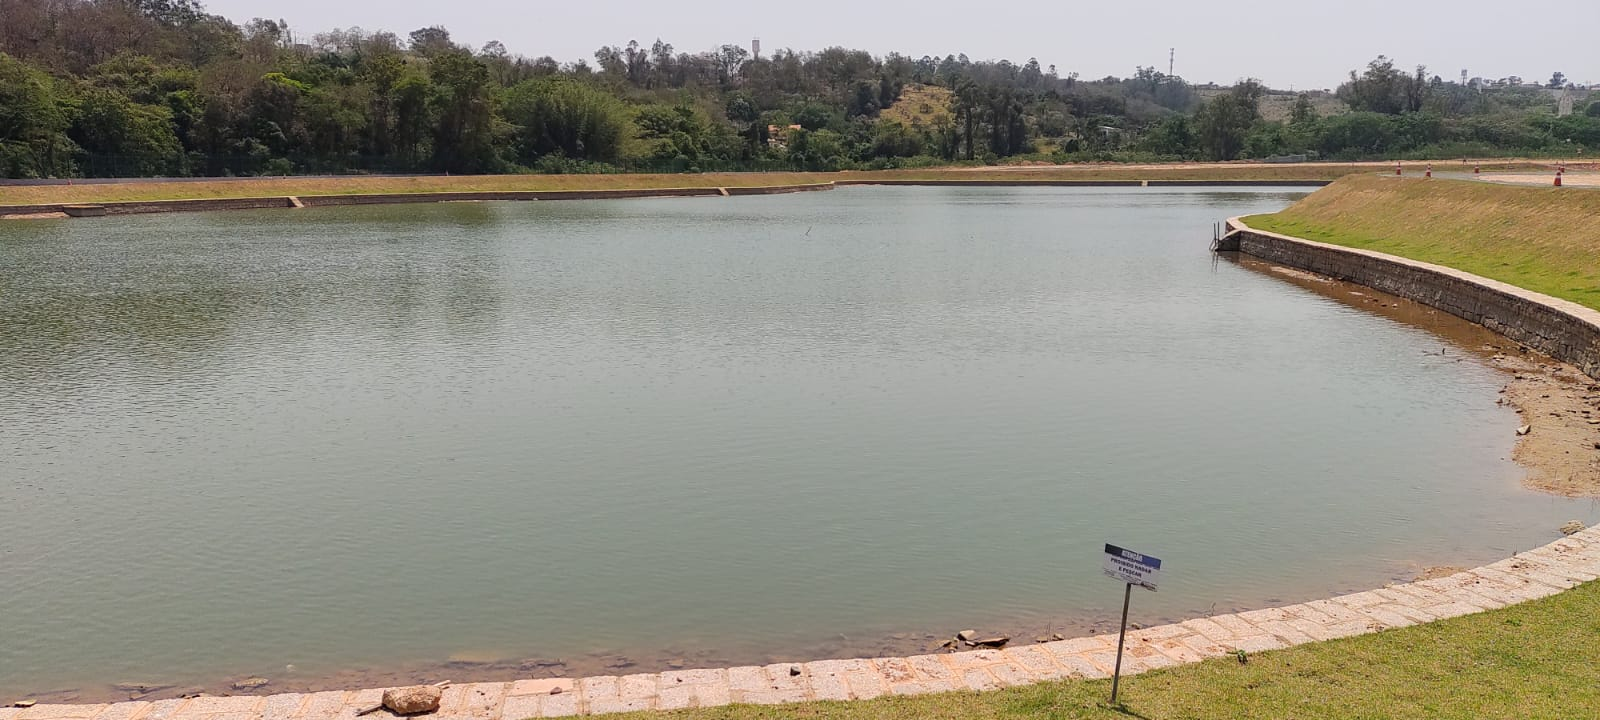 ATENÇÃO
PROIBIDO NADAR
E PESCAR